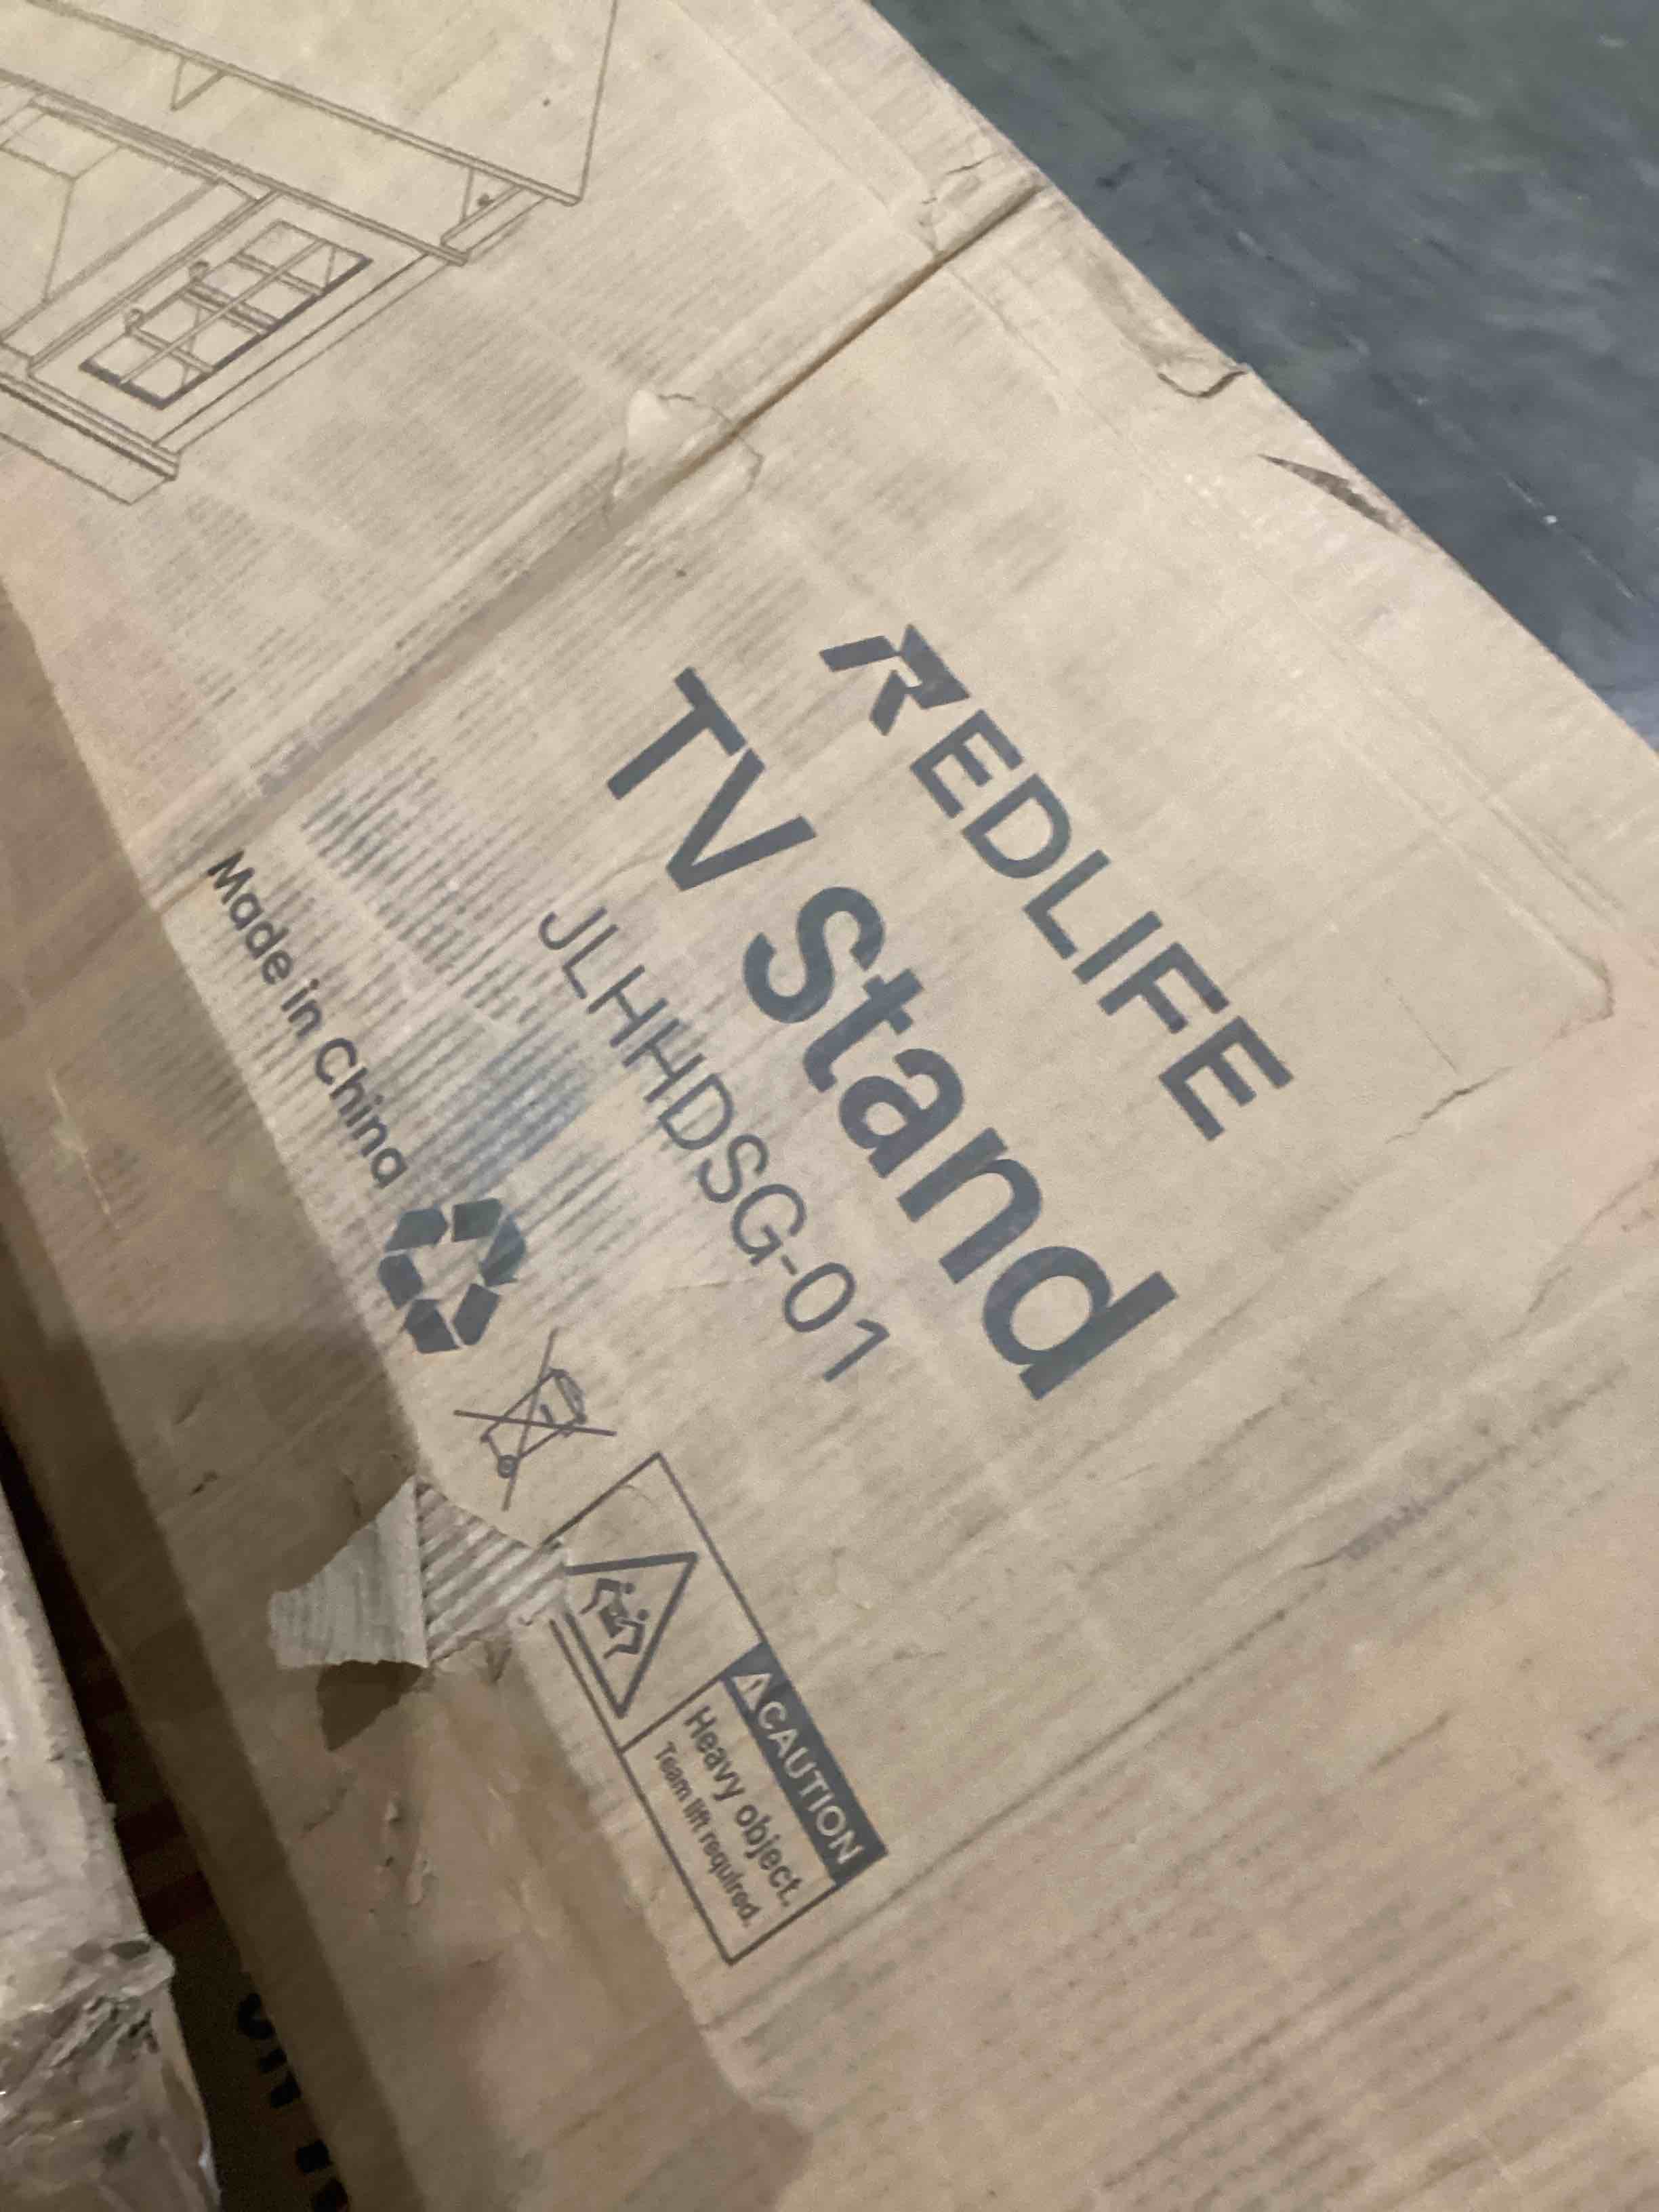 REDLIFE
TV Stand
JLHHDSG-01
Made in China
CAUTION
Heavy object.
Team lift required.